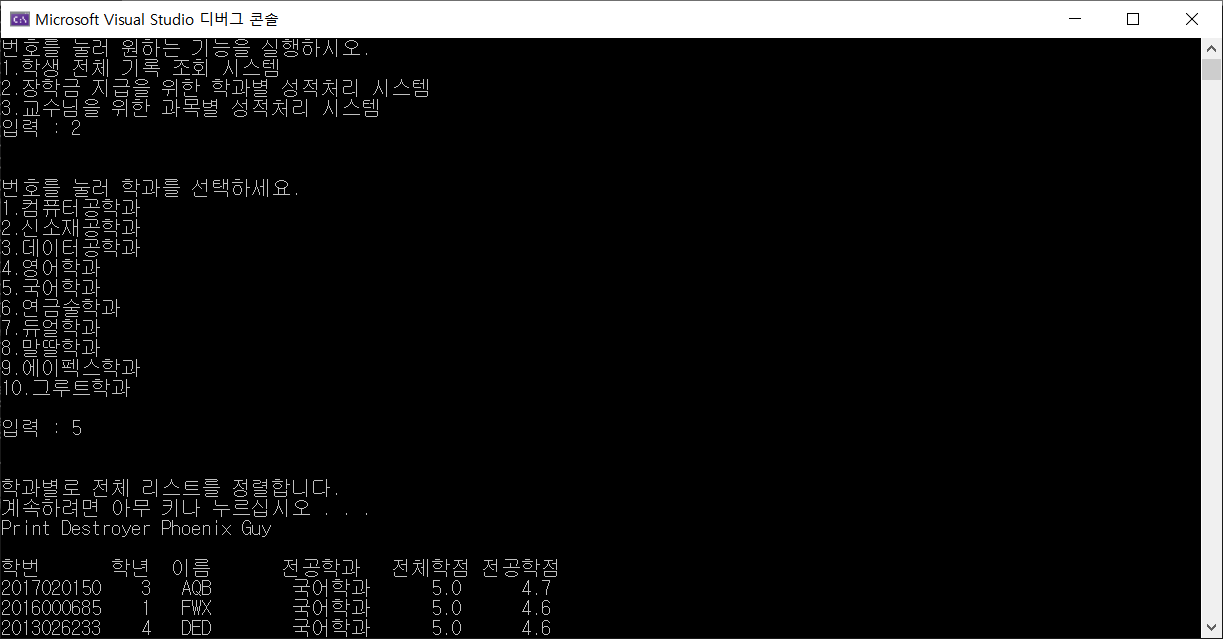 Microsoft Visual Studio 디버그 콘솔
번호를 눌러 원하는 기능을 실행하시오.
1.학생 전체 기록 조회 시스템
2.장학금 지급을 위한 학과별 성적처리 시스템
3.교수님을 위한 과목별 성적처리 시스템
입력 : 2
번호를 눌러 학과를 선택하세요.
1.컴퓨터공학과
2.신소재공학과
3.데이터공학과
4.영어학과
5.국어학과
6.연금술학과
7.듀얼학과
8.말딸학과
9.에이펙스학과
10.그루트학과
입력 : 5
학과별로 전체 리스트를 정렬합니다.
계속하려면 아무 키나 누르십시오 . . .
Print Destroyer Phoenix Guy
학번 학년 이름 전공학과 전체학점 전공학점
2017020150 3 AQB 국어학과 5.0 4.7
2016000685 1 FWX 국어학과 5.0 4.6
2013026233 4 DED 국어학과 5.0 4.6